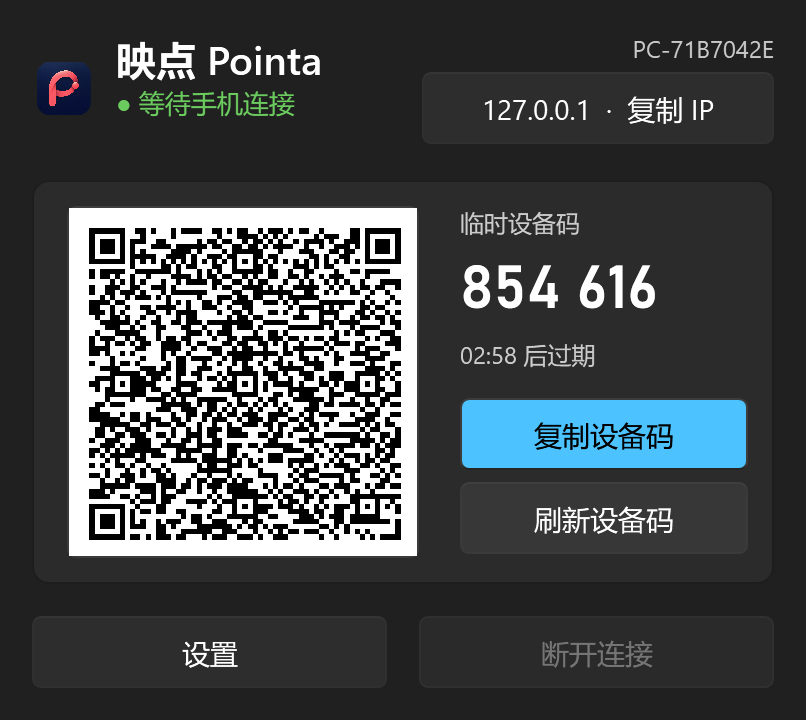 映点 Pointa
等待手机连接
PC-71B7042E
127.0.0.1 · 复制 IP
临时设备码
854 616
02:58 后过期
复制设备码
刷新设备码
设置
断开连接